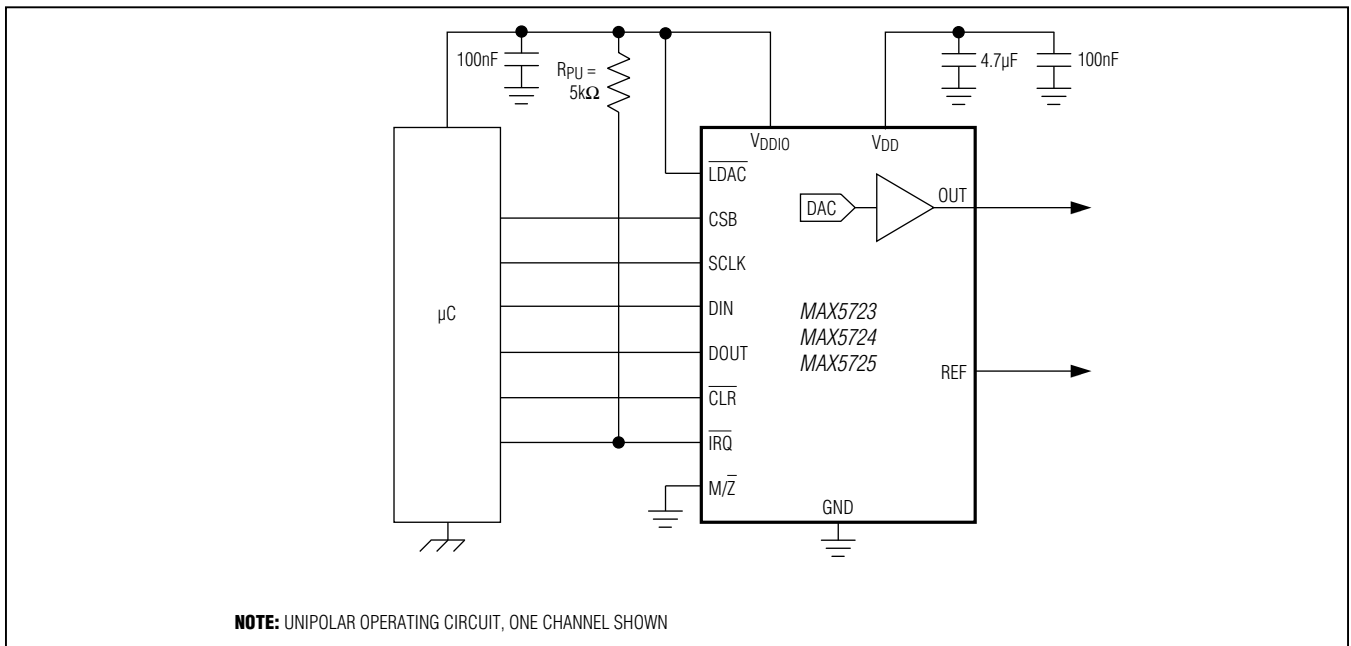 100nF
RPU =
5kΩ
4.7µF
100nF
VDDIO
VDD
LDAC
CSB
SCLK
DIN
DOUT
CLR
IRQ
M/Z
µC
DAC
OUT
MAX5723
MAX5724
MAX5725
REF
GND
NOTE: UNIPOLAR OPERATING CIRCUIT, ONE CHANNEL SHOWN